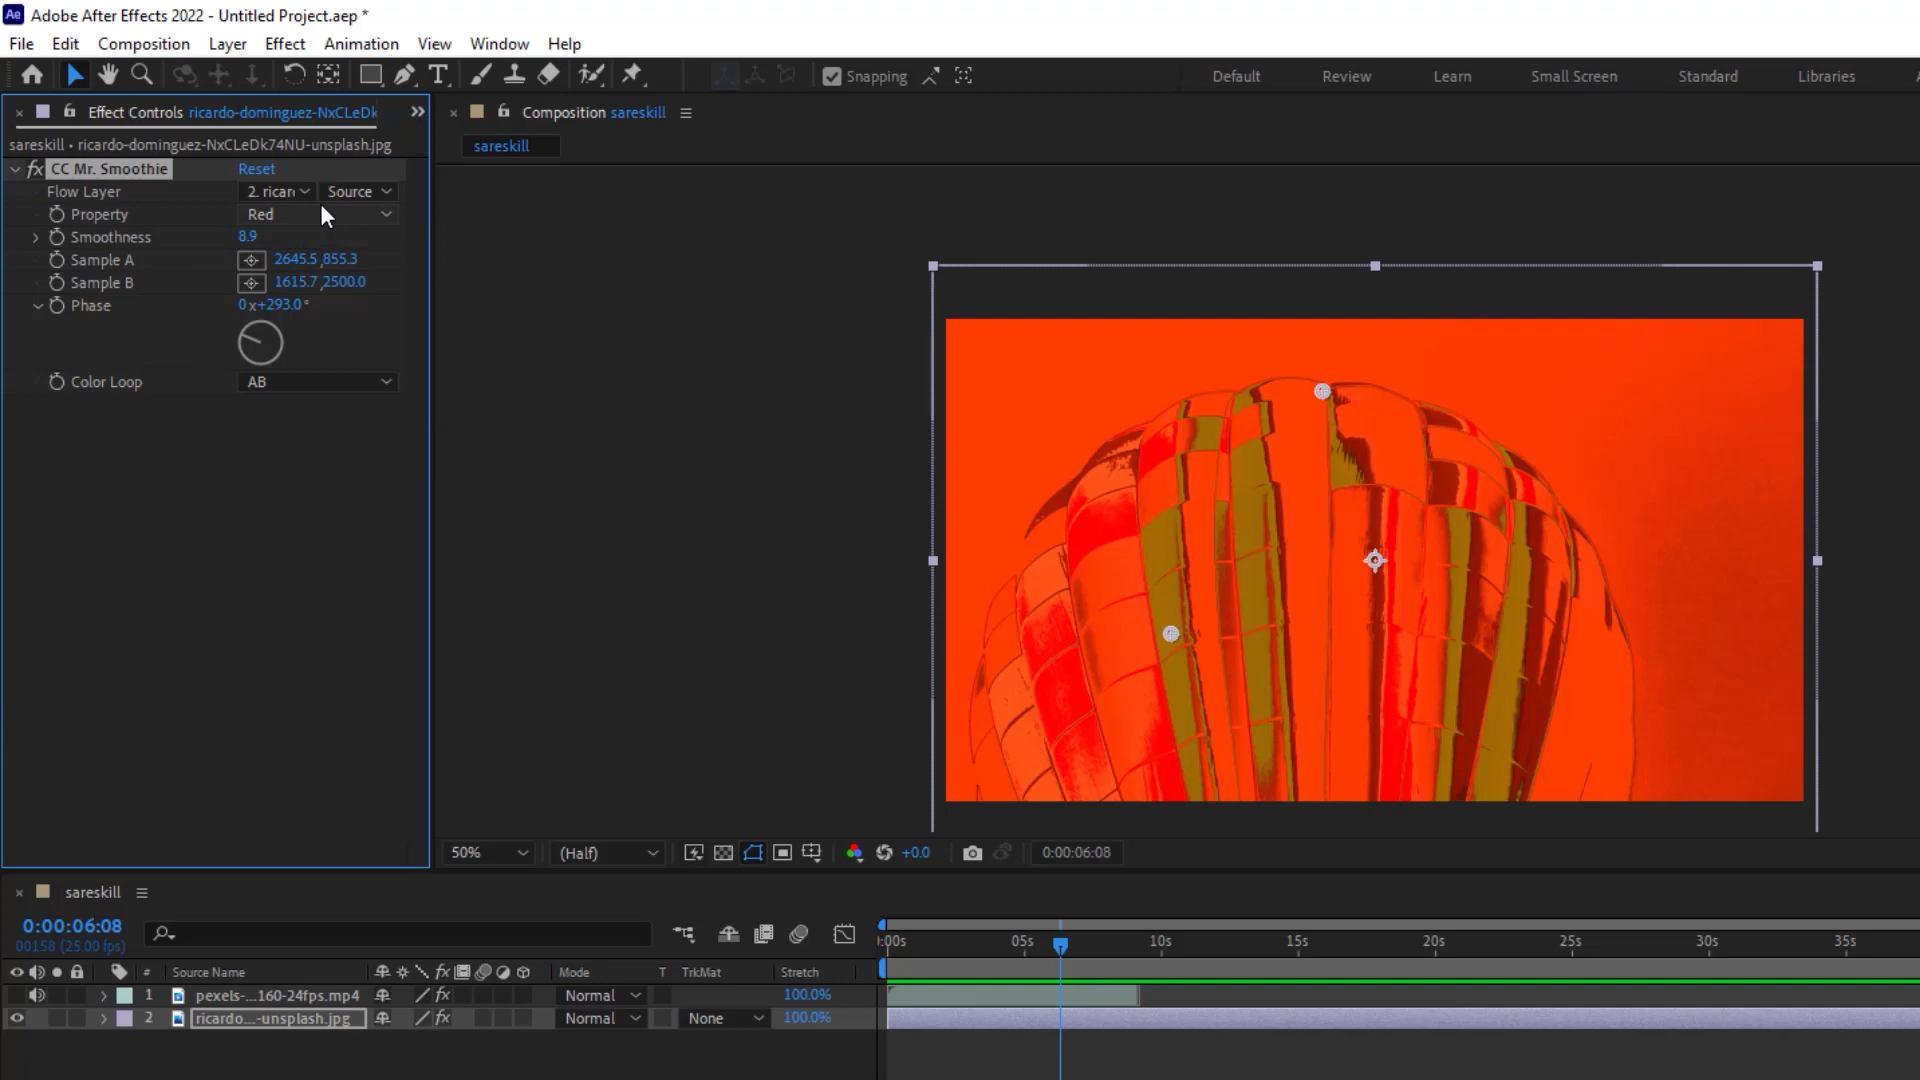 Ae Adobe After Effects 2022 - Untitled Project.aep *
File Edit Composition Layer Effect Animation View Window Help
T Snapping Default Review Learn Small Screen Standard Libraries
× Effect Controls ricardo-dominguez-NxCLeDk »
sareskill • ricardo-dominguez-NxCLeDk74NU-unsplash.jpg
fx CC Mr. Smoothie Reset
Flow Layer 2. ricar Source
Property Red
Smoothness 8.9
Sample A 2645.5 ,855.3
Sample B 1615.7 ,2500.0
Phase 0x+293.0°
Color Loop AB
× Composition sareskill
sareskill
50% (Half) +0.0 0:00:06:08
× sareskill
0:00:06:08
00158 (25.00 fps)
:00s 05s 10s 15s 20s 25s 30s 35s
# Source Name fx Mode T TrkMat Stretch
1 pexels-...160-24fps.mp4 fx Normal 100.0%
2 ricardo...-unsplash.jpg fx Normal None 100.0%